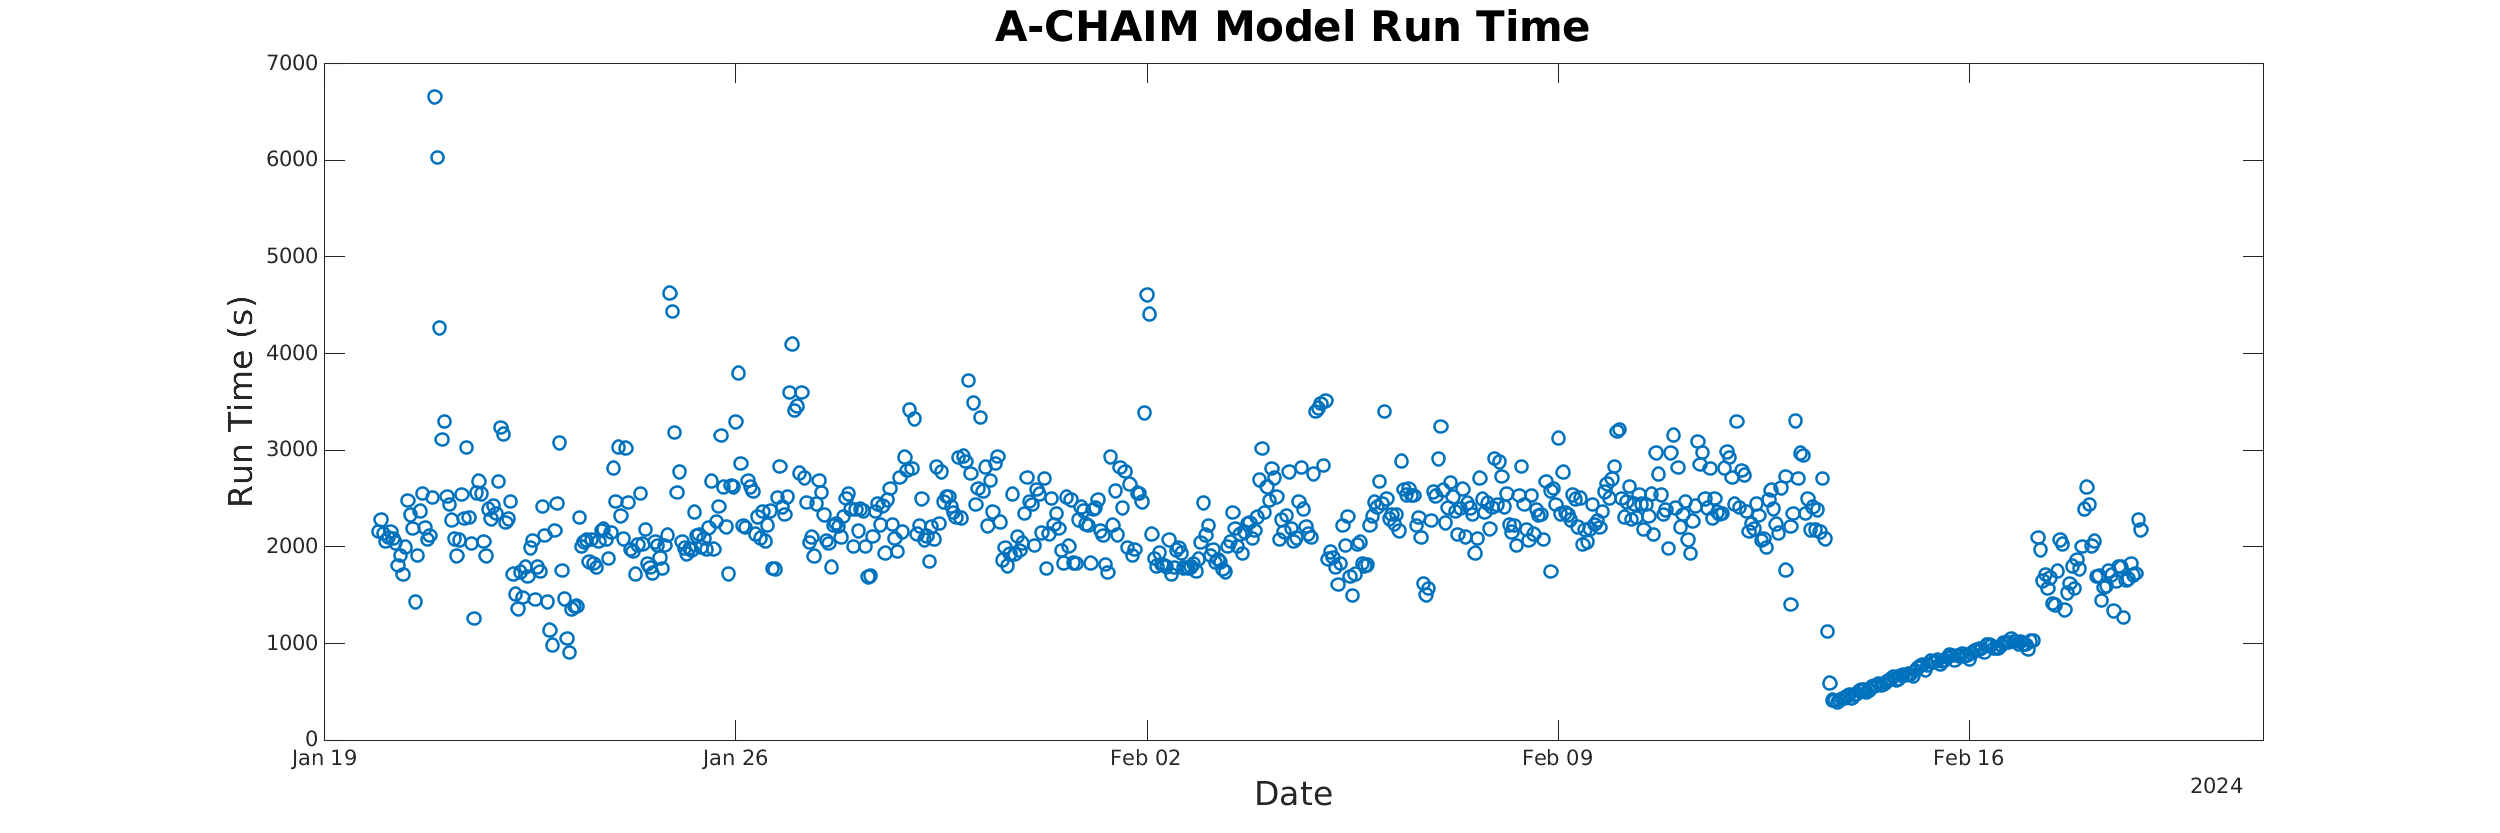 A-CHAIM Model Run Time
7000
6000
5000
4000
3000
2000
1000
0
Run Time (s)
Jan 19
Jan 26
Feb 02
Feb 09
Feb 16
2024
Date